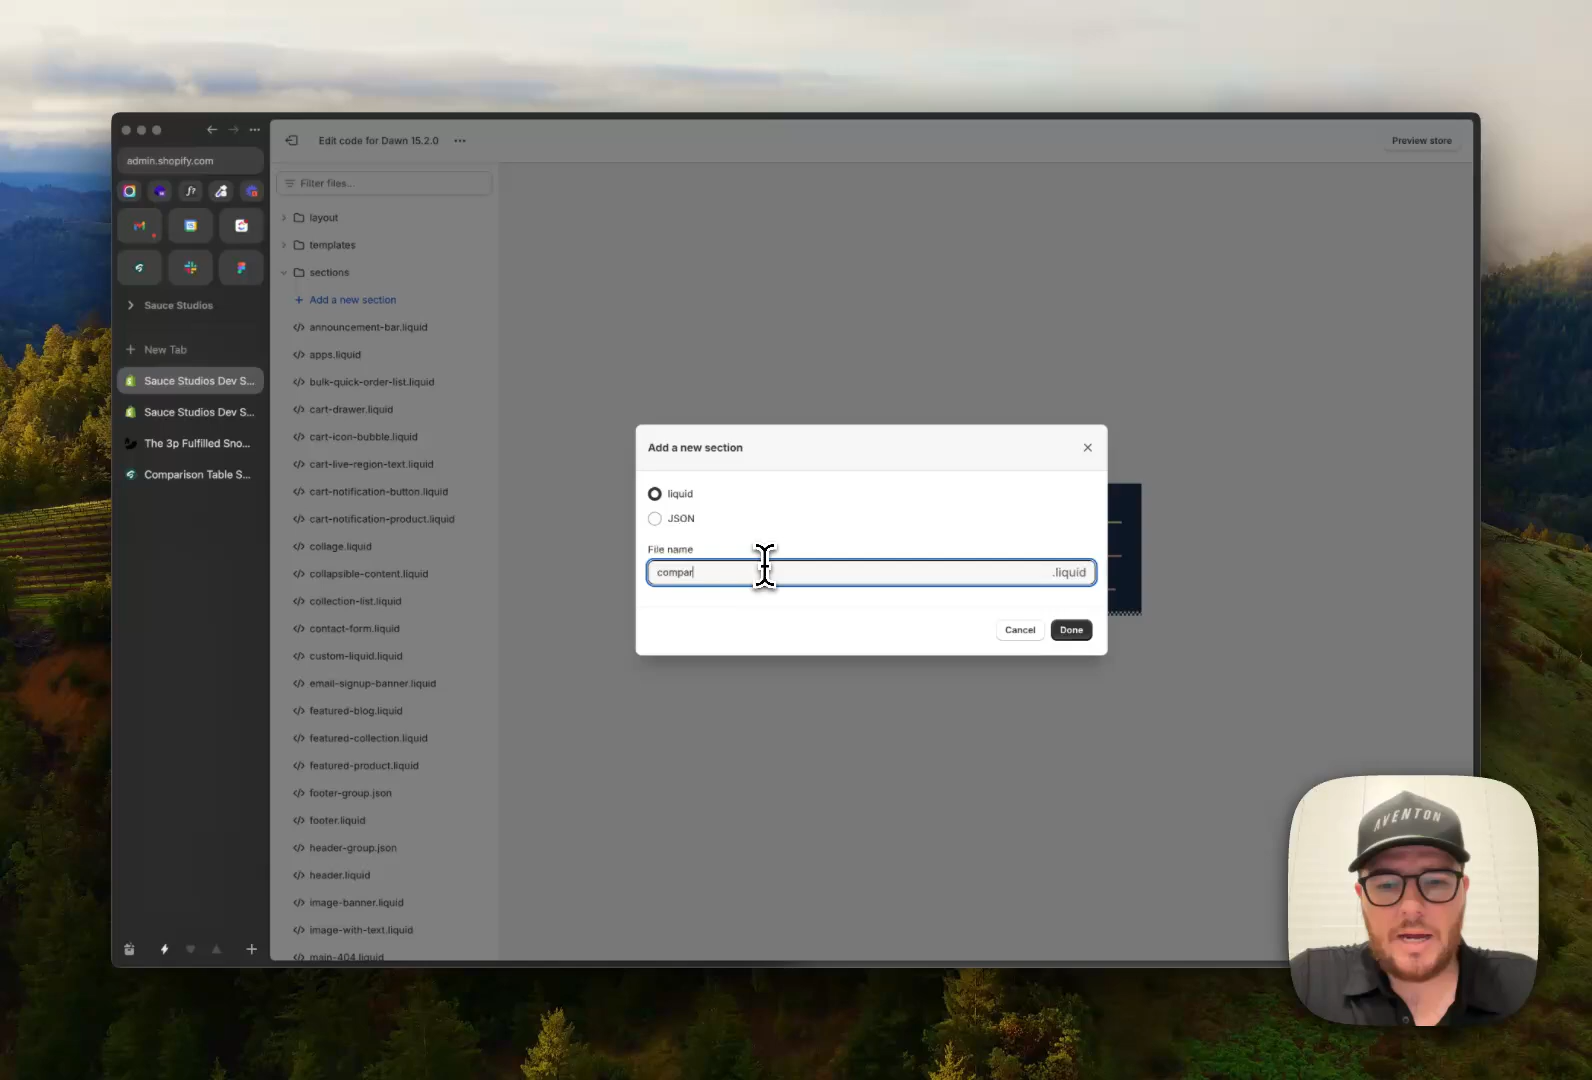 admin.shopify.com
Sauce Studios
New Tab
Sauce Studios Dev S...
Sauce Studios Dev S...
The 3p Fulfilled Sno...
Comparison Table S...
Edit code for Dawn 15.2.0
Preview store
Filter files...
layout
templates
sections
Add a new section
announcement-bar.liquid
apps.liquid
bulk-quick-order-list.liquid
cart-drawer.liquid
cart-icon-bubble.liquid
cart-live-region-text.liquid
cart-notification-button.liquid
cart-notification-product.liquid
collage.liquid
collapsible-content.liquid
collection-list.liquid
contact-form.liquid
custom-liquid.liquid
email-signup-banner.liquid
featured-blog.liquid
featured-collection.liquid
featured-product.liquid
footer-group.json
footer.liquid
header-group.json
header.liquid
image-banner.liquid
image-with-text.liquid
main-404.liquid
Add a new section
liquid
JSON
File name
compar
.liquid
Cancel
Done
AVENTON